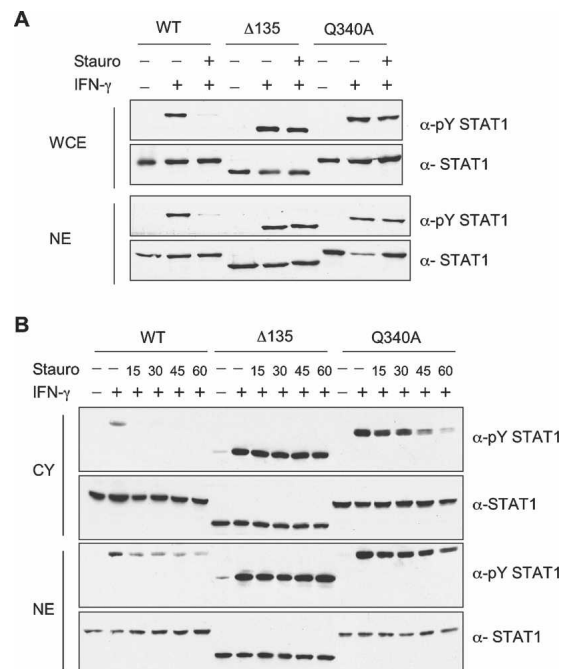 A
WT Δ135 Q340A
Stauro – – + – – + – – +
IFN-γ – + + – + + – + +
WCE
α-pY STAT1
α- STAT1
NE
α-pY STAT1
α- STAT1
B
WT Δ135 Q340A
Stauro – – 15 30 45 60 – – 15 30 45 60 – – 15 30 45 60
IFN-γ – + + + + + – + + + + + – + + + + +
CY
α-pY STAT1
α-STAT1
NE
α-pY STAT1
α- STAT1